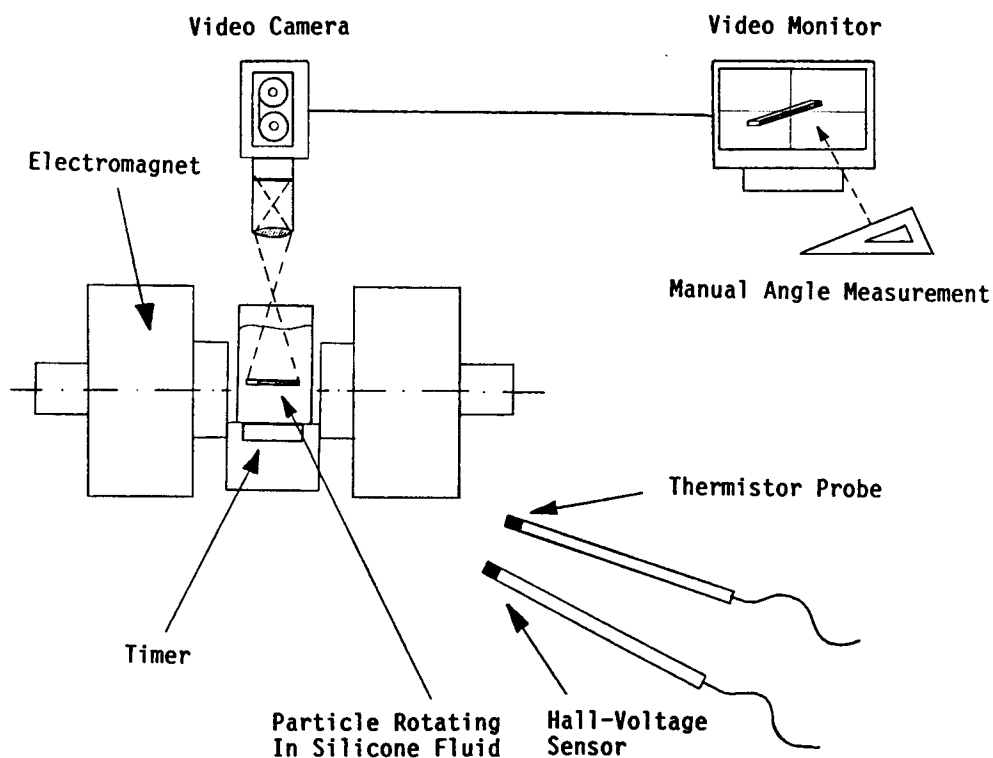 Video Camera
Video Monitor
Electromagnet
Manual Angle Measurement
Thermistor Probe
Timer
Particle Rotating
In Silicone Fluid
Hall-Voltage
Sensor